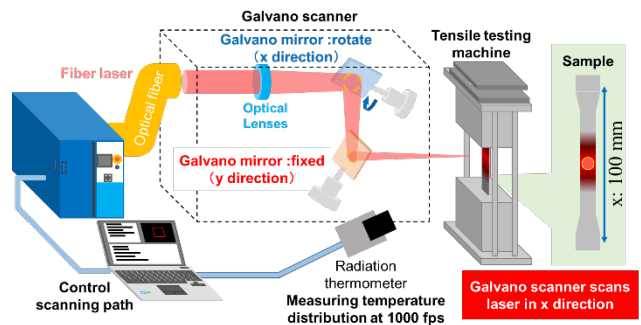 Galvano scanner
Galvano mirror :rotate
(x direction)
Fiber laser
Optical fiber
Optical
Lenses
Galvano mirror :fixed
(y direction)
Tensile testing
machine
Sample
x: 100 mm
Control
scanning path
Radiation
thermometer
Measuring temperature
distribution at 1000 fps
Galvano scanner scans
laser in x direction